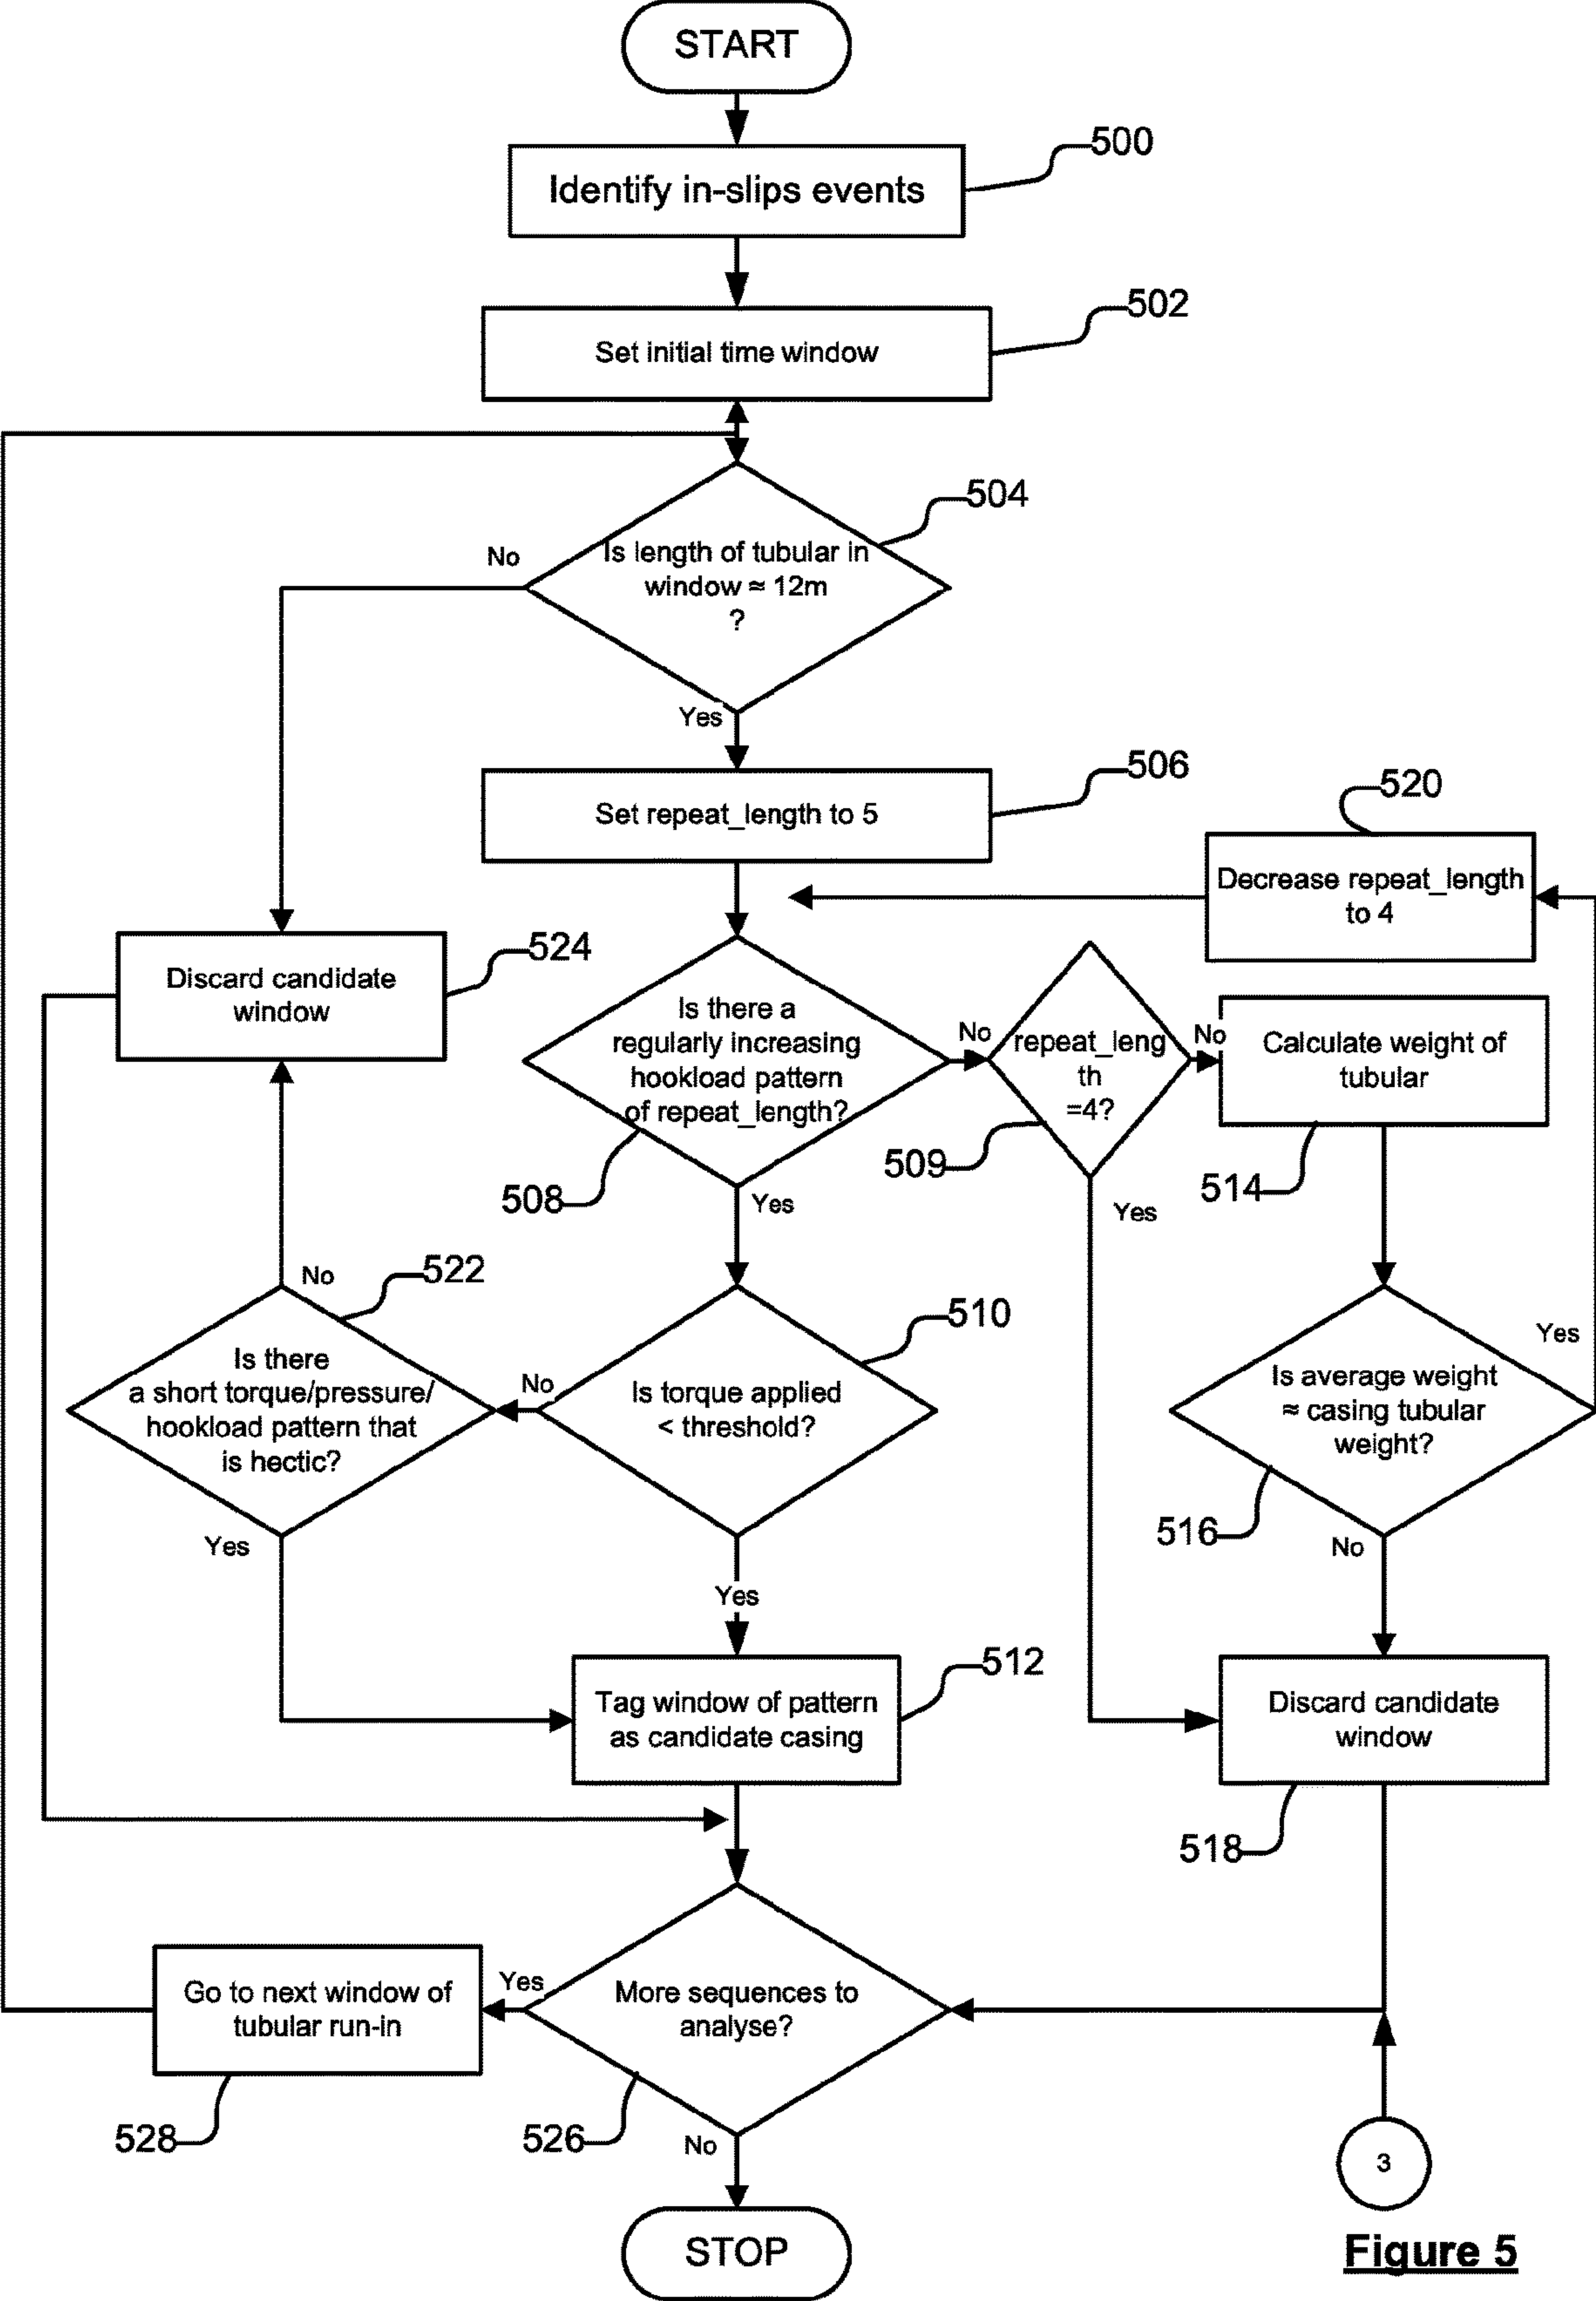 START
500
Identify in-slips events
502
Set initial time window
504
No
Is length of tubular in
window ≈ 12m
?
Yes
506
Set repeat_length to 5
520
Decrease repeat_length
to 4
524
Discard candidate
window
Is there a
regularly increasing
hookload pattern
of repeat_length?
No
repeat_leng
th
=4?
No
Calculate weight of
tubular
508
509
514
Yes
Yes
522
No
510
Yes
Is there
a short torque/pressure/
hookload pattern that
is hectic?
No
Is torque applied
< threshold?
Is average weight
≈ casing tubular
weight?
516
Yes
No
Yes
512
Tag window of pattern
as candidate casing
Discard candidate
window
518
Go to next window of
tubular run-in
Yes
More sequences to
analyse?
528
526
No
3
STOP
Figure 5